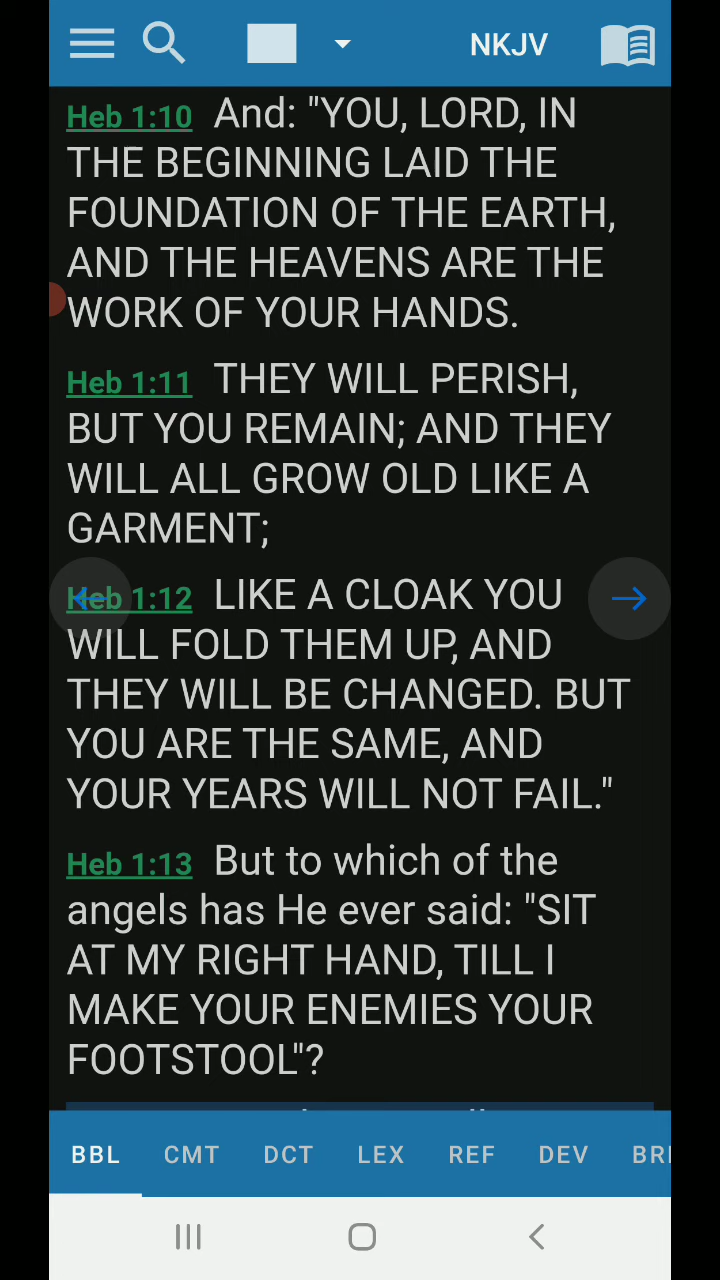 NKJV
Heb 1:10 And: "YOU, LORD, IN
THE BEGINNING LAID THE
FOUNDATION OF THE EARTH,
AND THE HEAVENS ARE THE
WORK OF YOUR HANDS.
Heb 1:11 THEY WILL PERISH,
BUT YOU REMAIN; AND THEY
WILL ALL GROW OLD LIKE A
GARMENT;
Heb 1:12 LIKE A CLOAK YOU
WILL FOLD THEM UP, AND
THEY WILL BE CHANGED. BUT
YOU ARE THE SAME, AND
YOUR YEARS WILL NOT FAIL."
Heb 1:13 But to which of the
angels has He ever said: "SIT
AT MY RIGHT HAND, TILL I
MAKE YOUR ENEMIES YOUR
FOOTSTOOL"?
BBL CMT DCT LEX REF DEV